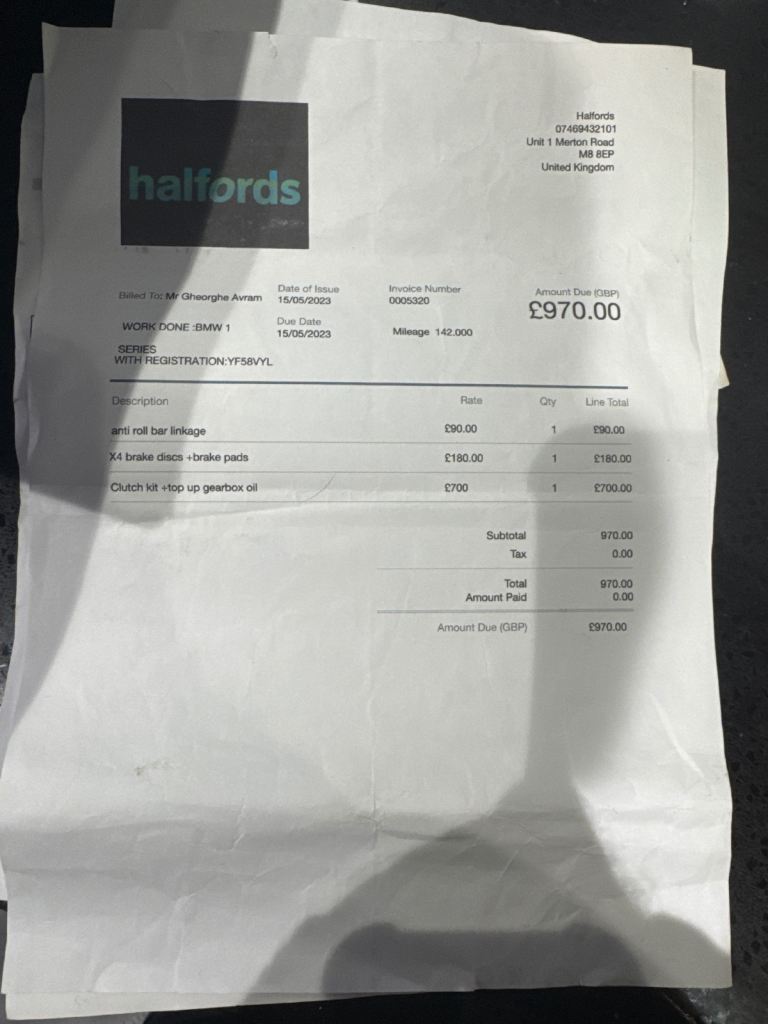 halfords
Halfords
07469432101
Unit 1 Merton Road
M8 8EP
United Kingdom
Billed To: Mr Gheorghe Avram
Date of Issue
15/05/2023
Invoice Number
0005320
Amount Due (GBP)
£970.00
WORK DONE :BMW 1
SERIES
WITH REGISTRATION:YF58VYL
Due Date
15/05/2023
Mileage 142.000
Description Rate Qty Line Total
anti roll bar linkage £90.00 1 £90.00
X4 brake discs +brake pads £180.00 1 £180.00
Clutch kit +top up gearbox oil £700 1 £700.00
Subtotal 970.00
Tax 0.00
Total 970.00
Amount Paid 0.00
Amount Due (GBP) £970.00